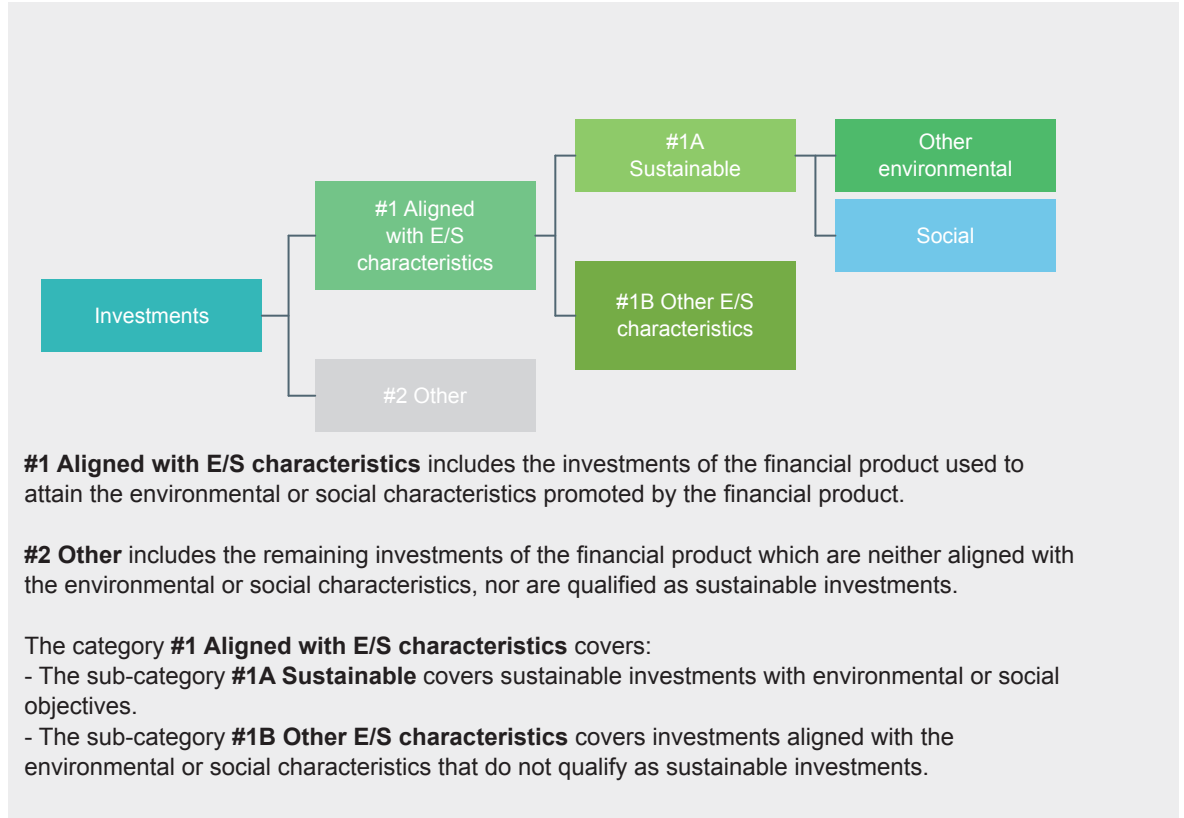 #1A
Sustainable
Other
environmental
#1 Aligned
with E/S
characteristics
Social
Investments
#1B Other E/S
characteristics
#2 Other
#1 Aligned with E/S characteristics includes the investments of the financial product used to
attain the environmental or social characteristics promoted by the financial product.
#2 Other includes the remaining investments of the financial product which are neither aligned with
the environmental or social characteristics, nor are qualified as sustainable investments.
The category #1 Aligned with E/S characteristics covers:
- The sub-category #1A Sustainable covers sustainable investments with environmental or social
objectives.
- The sub-category #1B Other E/S characteristics covers investments aligned with the
environmental or social characteristics that do not qualify as sustainable investments.